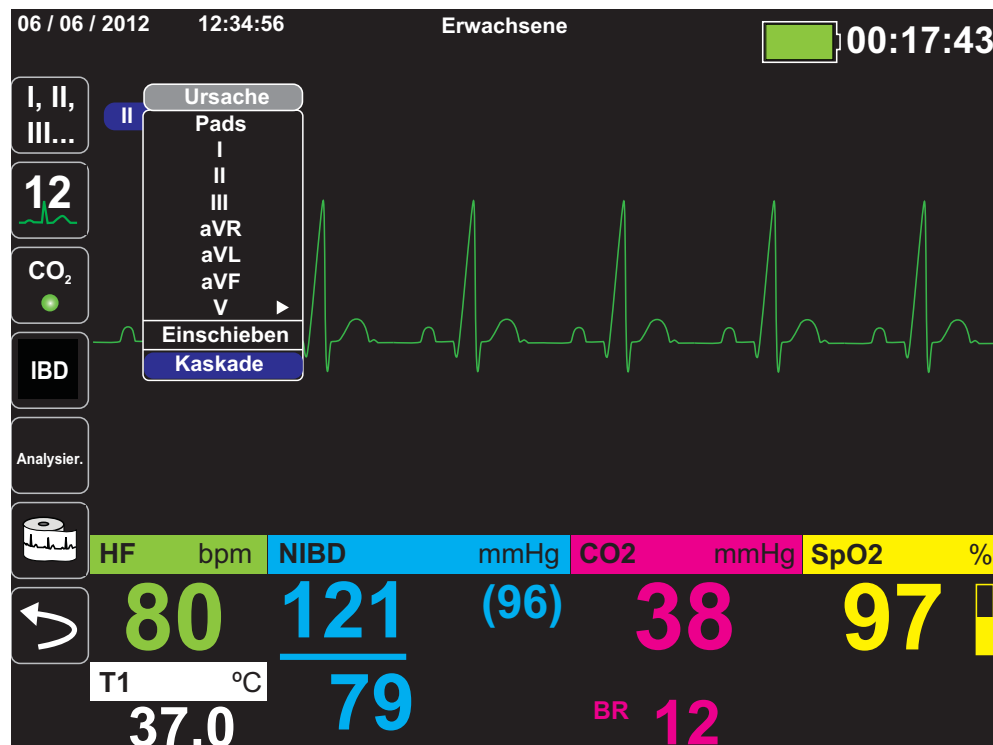 06 / 06 / 2012 12:34:56 Erwachsene 00:17:43
I, II,
III...
12
CO₂
IBD
Analysier.
II
Ursache
Pads
I
II
III
aVR
aVL
aVF
V
Einschieben
Kaskade
HF bpm NIBD mmHg CO2 mmHg SpO2 %
80 121 (96) 38 97
T1 ºC
37.0 79 BR 12